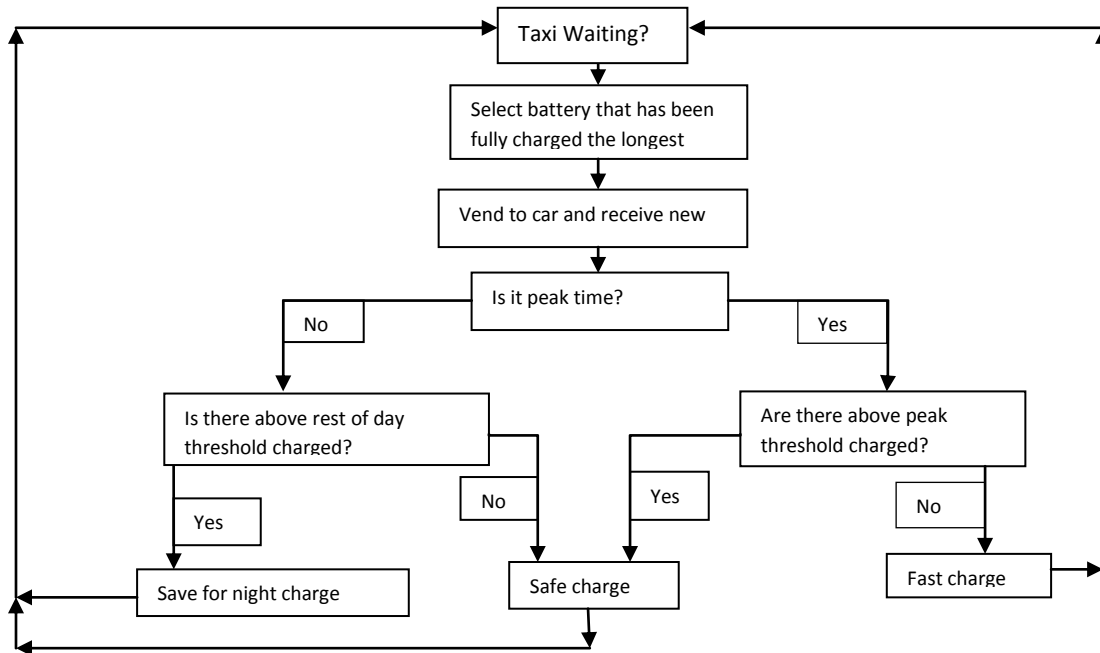 Taxi Waiting?
Select battery that has been
fully charged the longest
Vend to car and receive new
Is it peak time?
No
Yes
Is there above rest of day
threshold charged?
Are there above peak
threshold charged?
No
Yes
Yes
No
Save for night charge
Safe charge
Fast charge